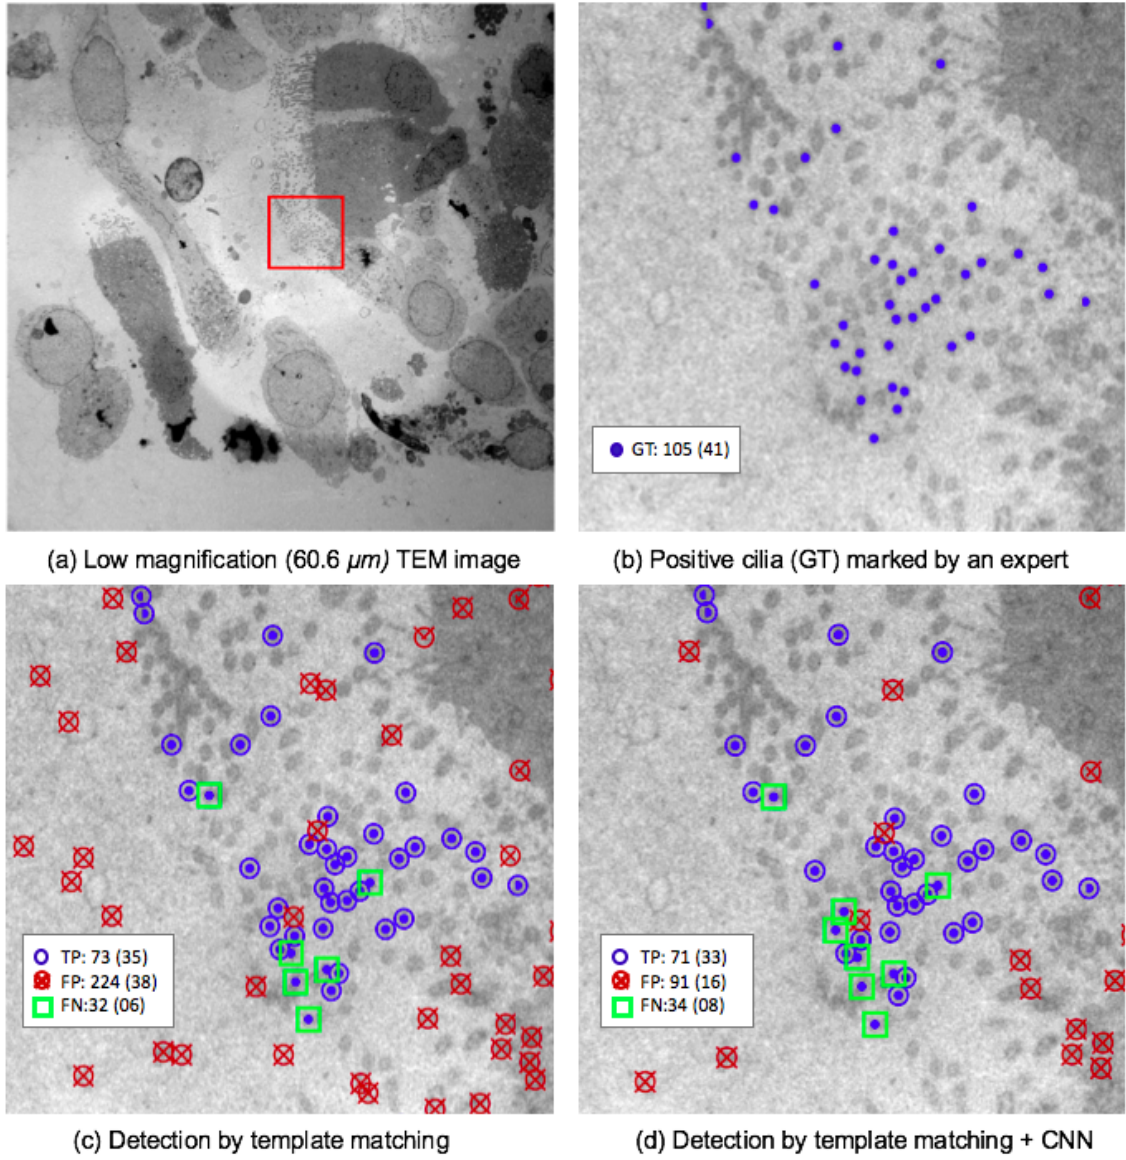 GT: 105 (41)
(a) Low magnification (60.6 μm) TEM image
(b) Positive cilia (GT) marked by an expert
TP: 73 (35)
FP: 224 (38)
FN:32 (06)
TP: 71 (33)
FP: 91 (16)
FN:34 (08)
(c) Detection by template matching
(d) Detection by template matching + CNN